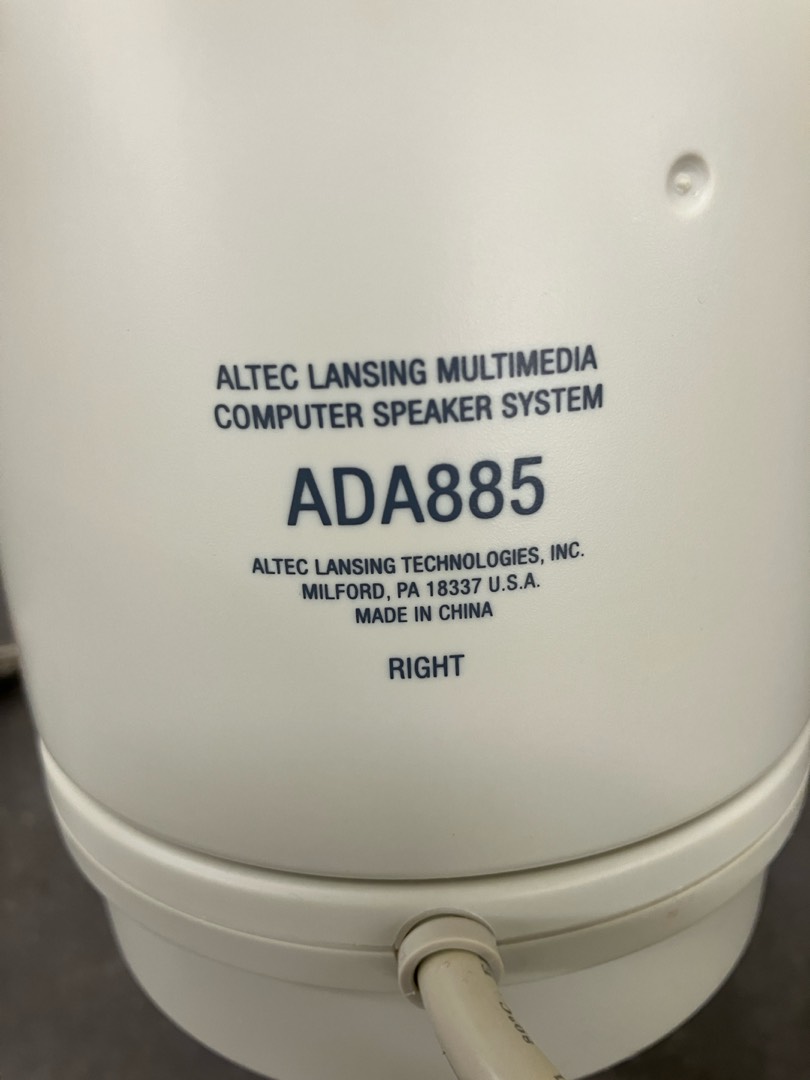 ALTEC LANSING MULTIMEDIA
COMPUTER SPEAKER SYSTEM
ADA885
ALTEC LANSING TECHNOLOGIES, INC.
MILFORD, PA 18337 U.S.A.
MADE IN CHINA
RIGHT